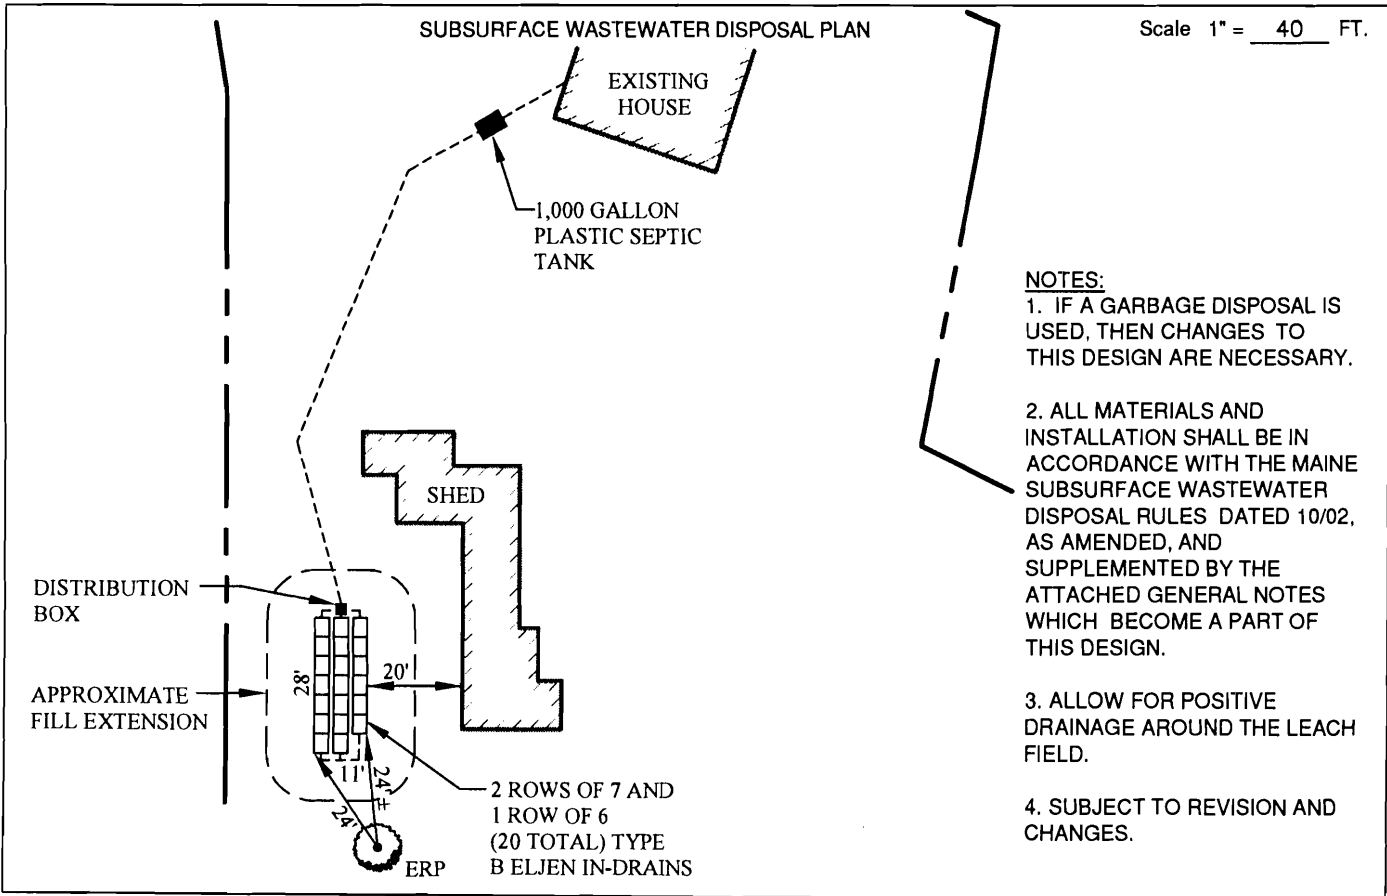 SUBSURFACE WASTEWATER DISPOSAL PLAN
Scale 1" = 40 FT.
EXISTING
HOUSE
1,000 GALLON
PLASTIC SEPTIC
TANK
NOTES:
1. IF A GARBAGE DISPOSAL IS
USED, THEN CHANGES TO
THIS DESIGN ARE NECESSARY.
2. ALL MATERIALS AND
INSTALLATION SHALL BE IN
ACCORDANCE WITH THE MAINE
SUBSURFACE WASTEWATER
DISPOSAL RULES DATED 10/02,
AS AMENDED, AND
SUPPLEMENTED BY THE
ATTACHED GENERAL NOTES
WHICH BECOME A PART OF
THIS DESIGN.
3. ALLOW FOR POSITIVE
DRAINAGE AROUND THE LEACH
FIELD.
4. SUBJECT TO REVISION AND
CHANGES.
SHED
DISTRIBUTION
BOX
APPROXIMATE
FILL EXTENSION
28'
20'
11'
24'±
24'
2 ROWS OF 7 AND
1 ROW OF 6
(20 TOTAL) TYPE
B ELJEN IN-DRAINS
ERP